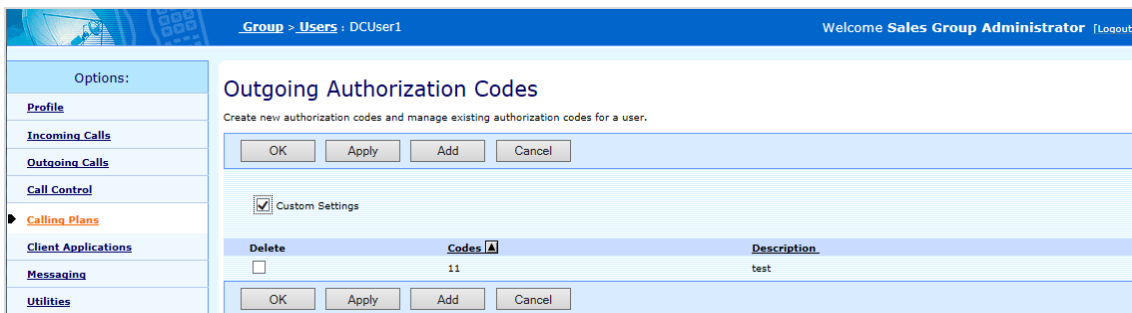 Group > Users : DCUser1 Welcome Sales Group Administrator [Logout
Options:
Profile
Incoming Calls
Outgoing Calls
Call Control
Calling Plans
Client Applications
Messaging
Utilities
Outgoing Authorization Codes
Create new authorization codes and manage existing authorization codes for a user.
OK Apply Add Cancel
Custom Settings
Delete Codes Description
11 test
OK Apply Add Cancel